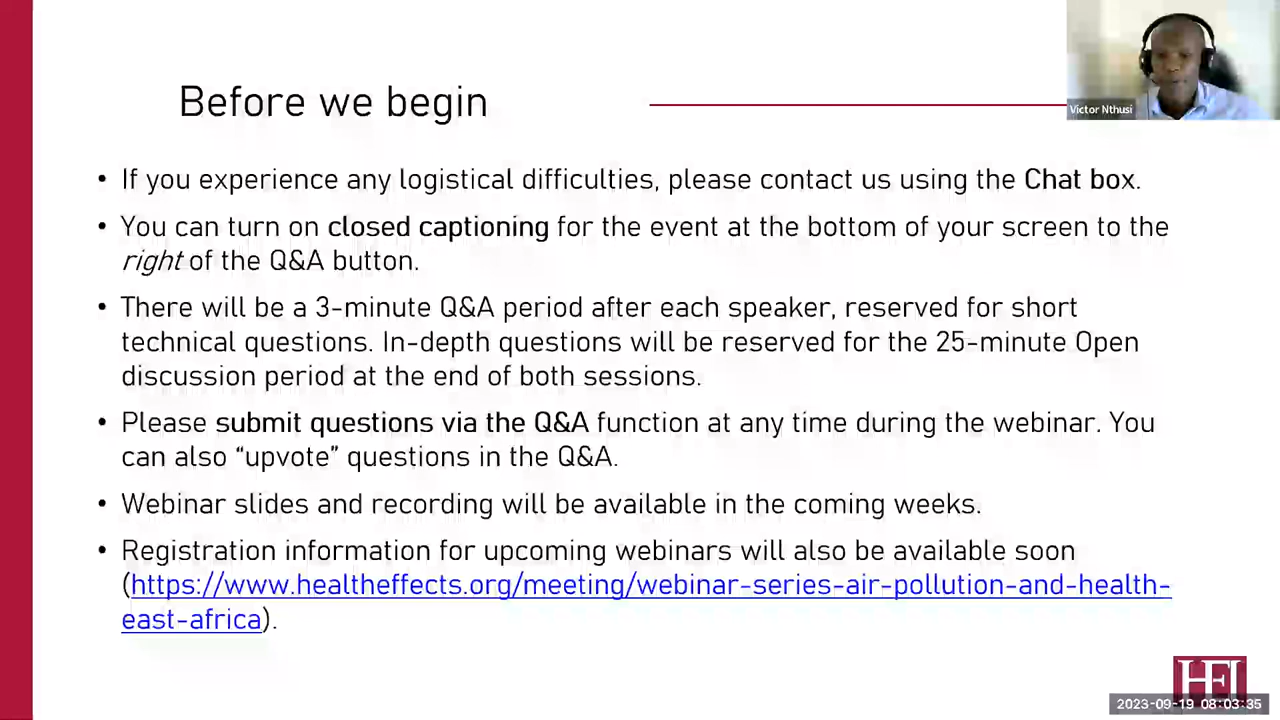 Before we begin
Victor Nthusi
• If you experience any logistical difficulties, please contact us using the Chat box.
• You can turn on closed captioning for the event at the bottom of your screen to the
right of the Q&A button.
• There will be a 3-minute Q&A period after each speaker, reserved for short
technical questions. In-depth questions will be reserved for the 25-minute Open
discussion period at the end of both sessions.
• Please submit questions via the Q&A function at any time during the webinar. You
can also “upvote” questions in the Q&A.
• Webinar slides and recording will be available in the coming weeks.
• Registration information for upcoming webinars will also be available soon
(https://www.healtheffects.org/meeting/webinar-series-air-pollution-and-health-
east-africa).
HEI
2023-09-19 08:03:35